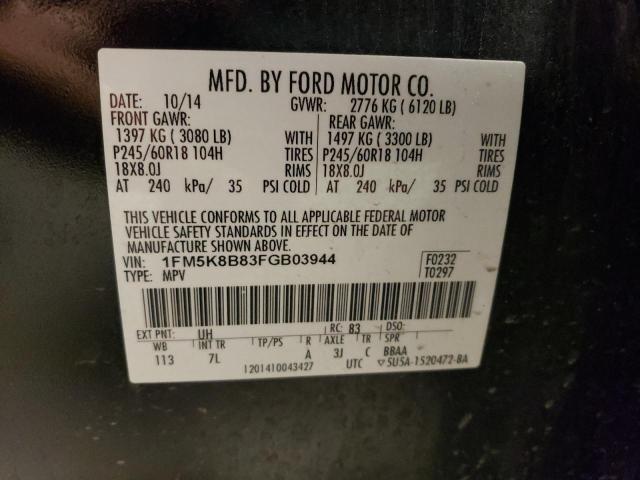 MFD. BY FORD MOTOR CO.
DATE: 10/14 GVWR: 2776 KG ( 6120 LB)
FRONT GAWR: REAR GAWR:
1397 KG ( 3080 LB) WITH 1497 KG ( 3300 LB) WITH
P245/60R18 104H TIRES P245/60R18 104H TIRES
18X8.0J RIMS 18X8.0J RIMS
AT 240 kPa/ 35 PSI COLD AT 240 kPa/ 35 PSI COLD
THIS VEHICLE CONFORMS TO ALL APPLICABLE FEDERAL MOTOR
VEHICLE SAFETY STANDARDS IN EFFECT ON THE DATE OF
MANUFACTURE SHOWN ABOVE.
VIN: 1FM5K8B83FGB03944 F0232
TYPE: MPV T0297
EXT PNT: UH RC: 83 DSO:
WB INT TR TP/PS R AXLE TR SPR
113 7L A 3J C BBAA
1201410043427 UTC 5U5A-1520472-BA